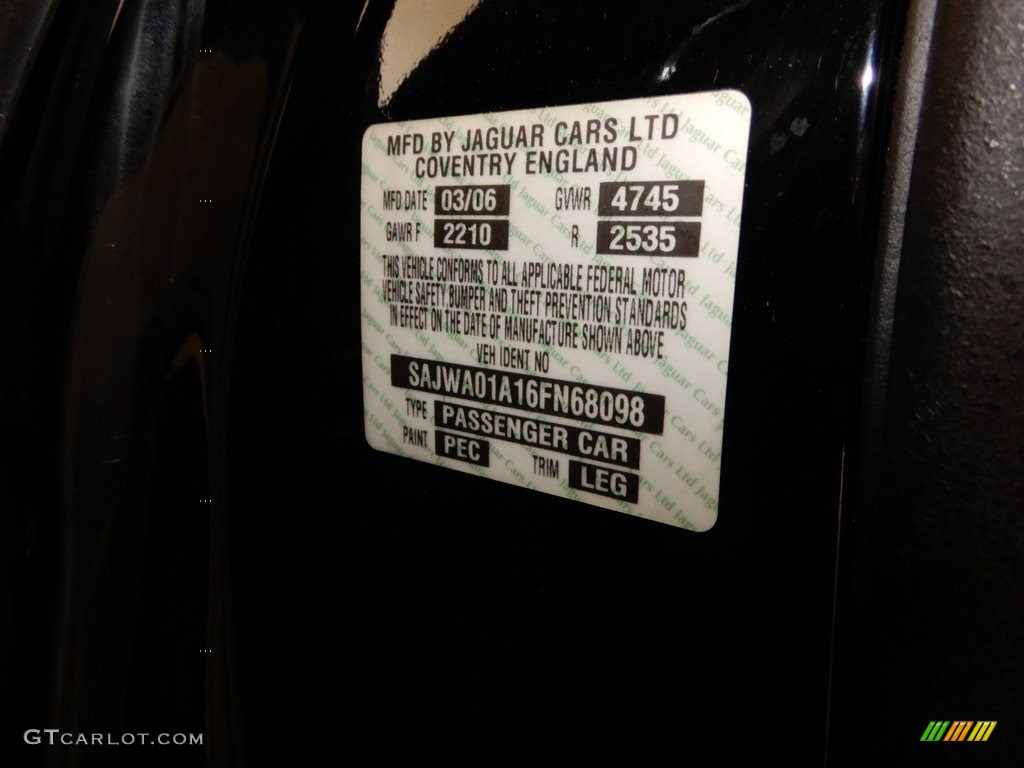 MFD BY JAGUAR CARS LTD
COVENTRY ENGLAND
MFD DATE 03/06 GVWR 4745
GAWR F 2210 R 2535
THIS VEHICLE CONFORMS TO ALL APPLICABLE FEDERAL MOTOR
VEHICLE SAFETY BUMPER AND THEFT PREVENTION STANDARDS
IN EFFECT ON THE DATE OF MANUFACTURE SHOWN ABOVE.
VEH IDENT NO
SAJWA01A16FN68098
TYPE PASSENGER CAR
PAINT PEC TRIM LEG
GTCARLOT.COM